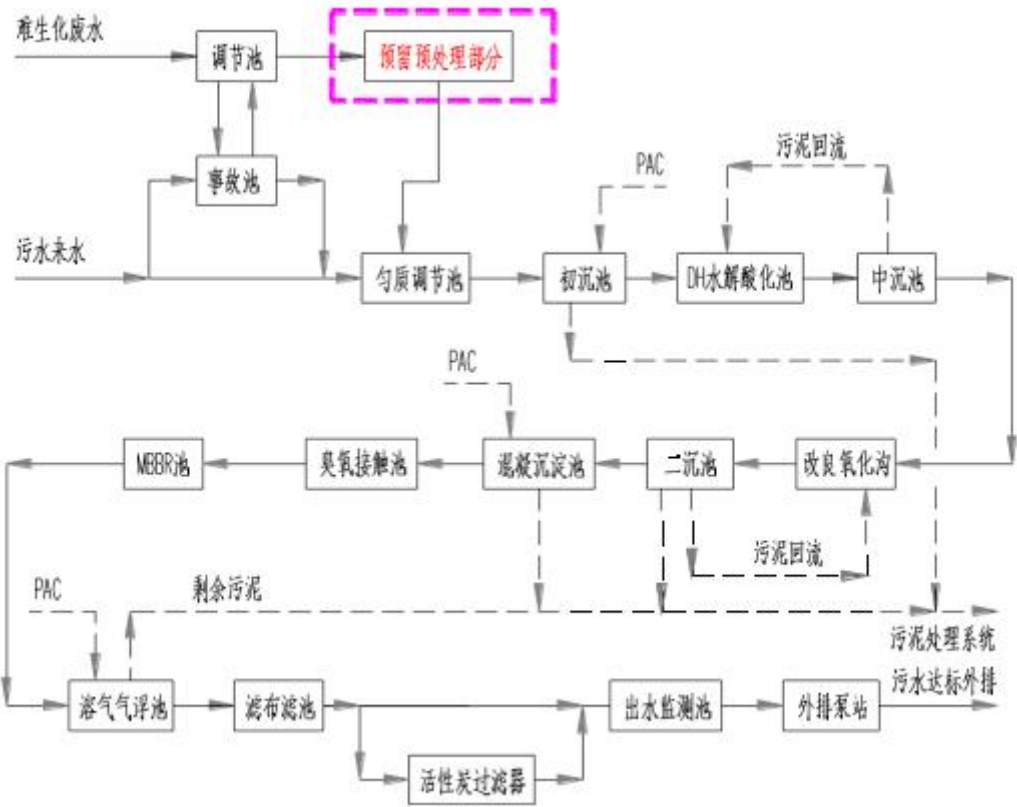 难生化废水
调节池
预留预处理部分
事故池
污水来水
PAC
污泥回流
匀质调节池
初沉池
DH水解酸化池
中沉池
PAC
MBBR池
臭氧接触池
混凝沉淀池
二沉池
改良氧化沟
污泥回流
PAC
剩余污泥
污泥处理系统
污水达标外排
溶气气浮池
滤布滤池
出水监测池
外排泵站
活性炭过滤器